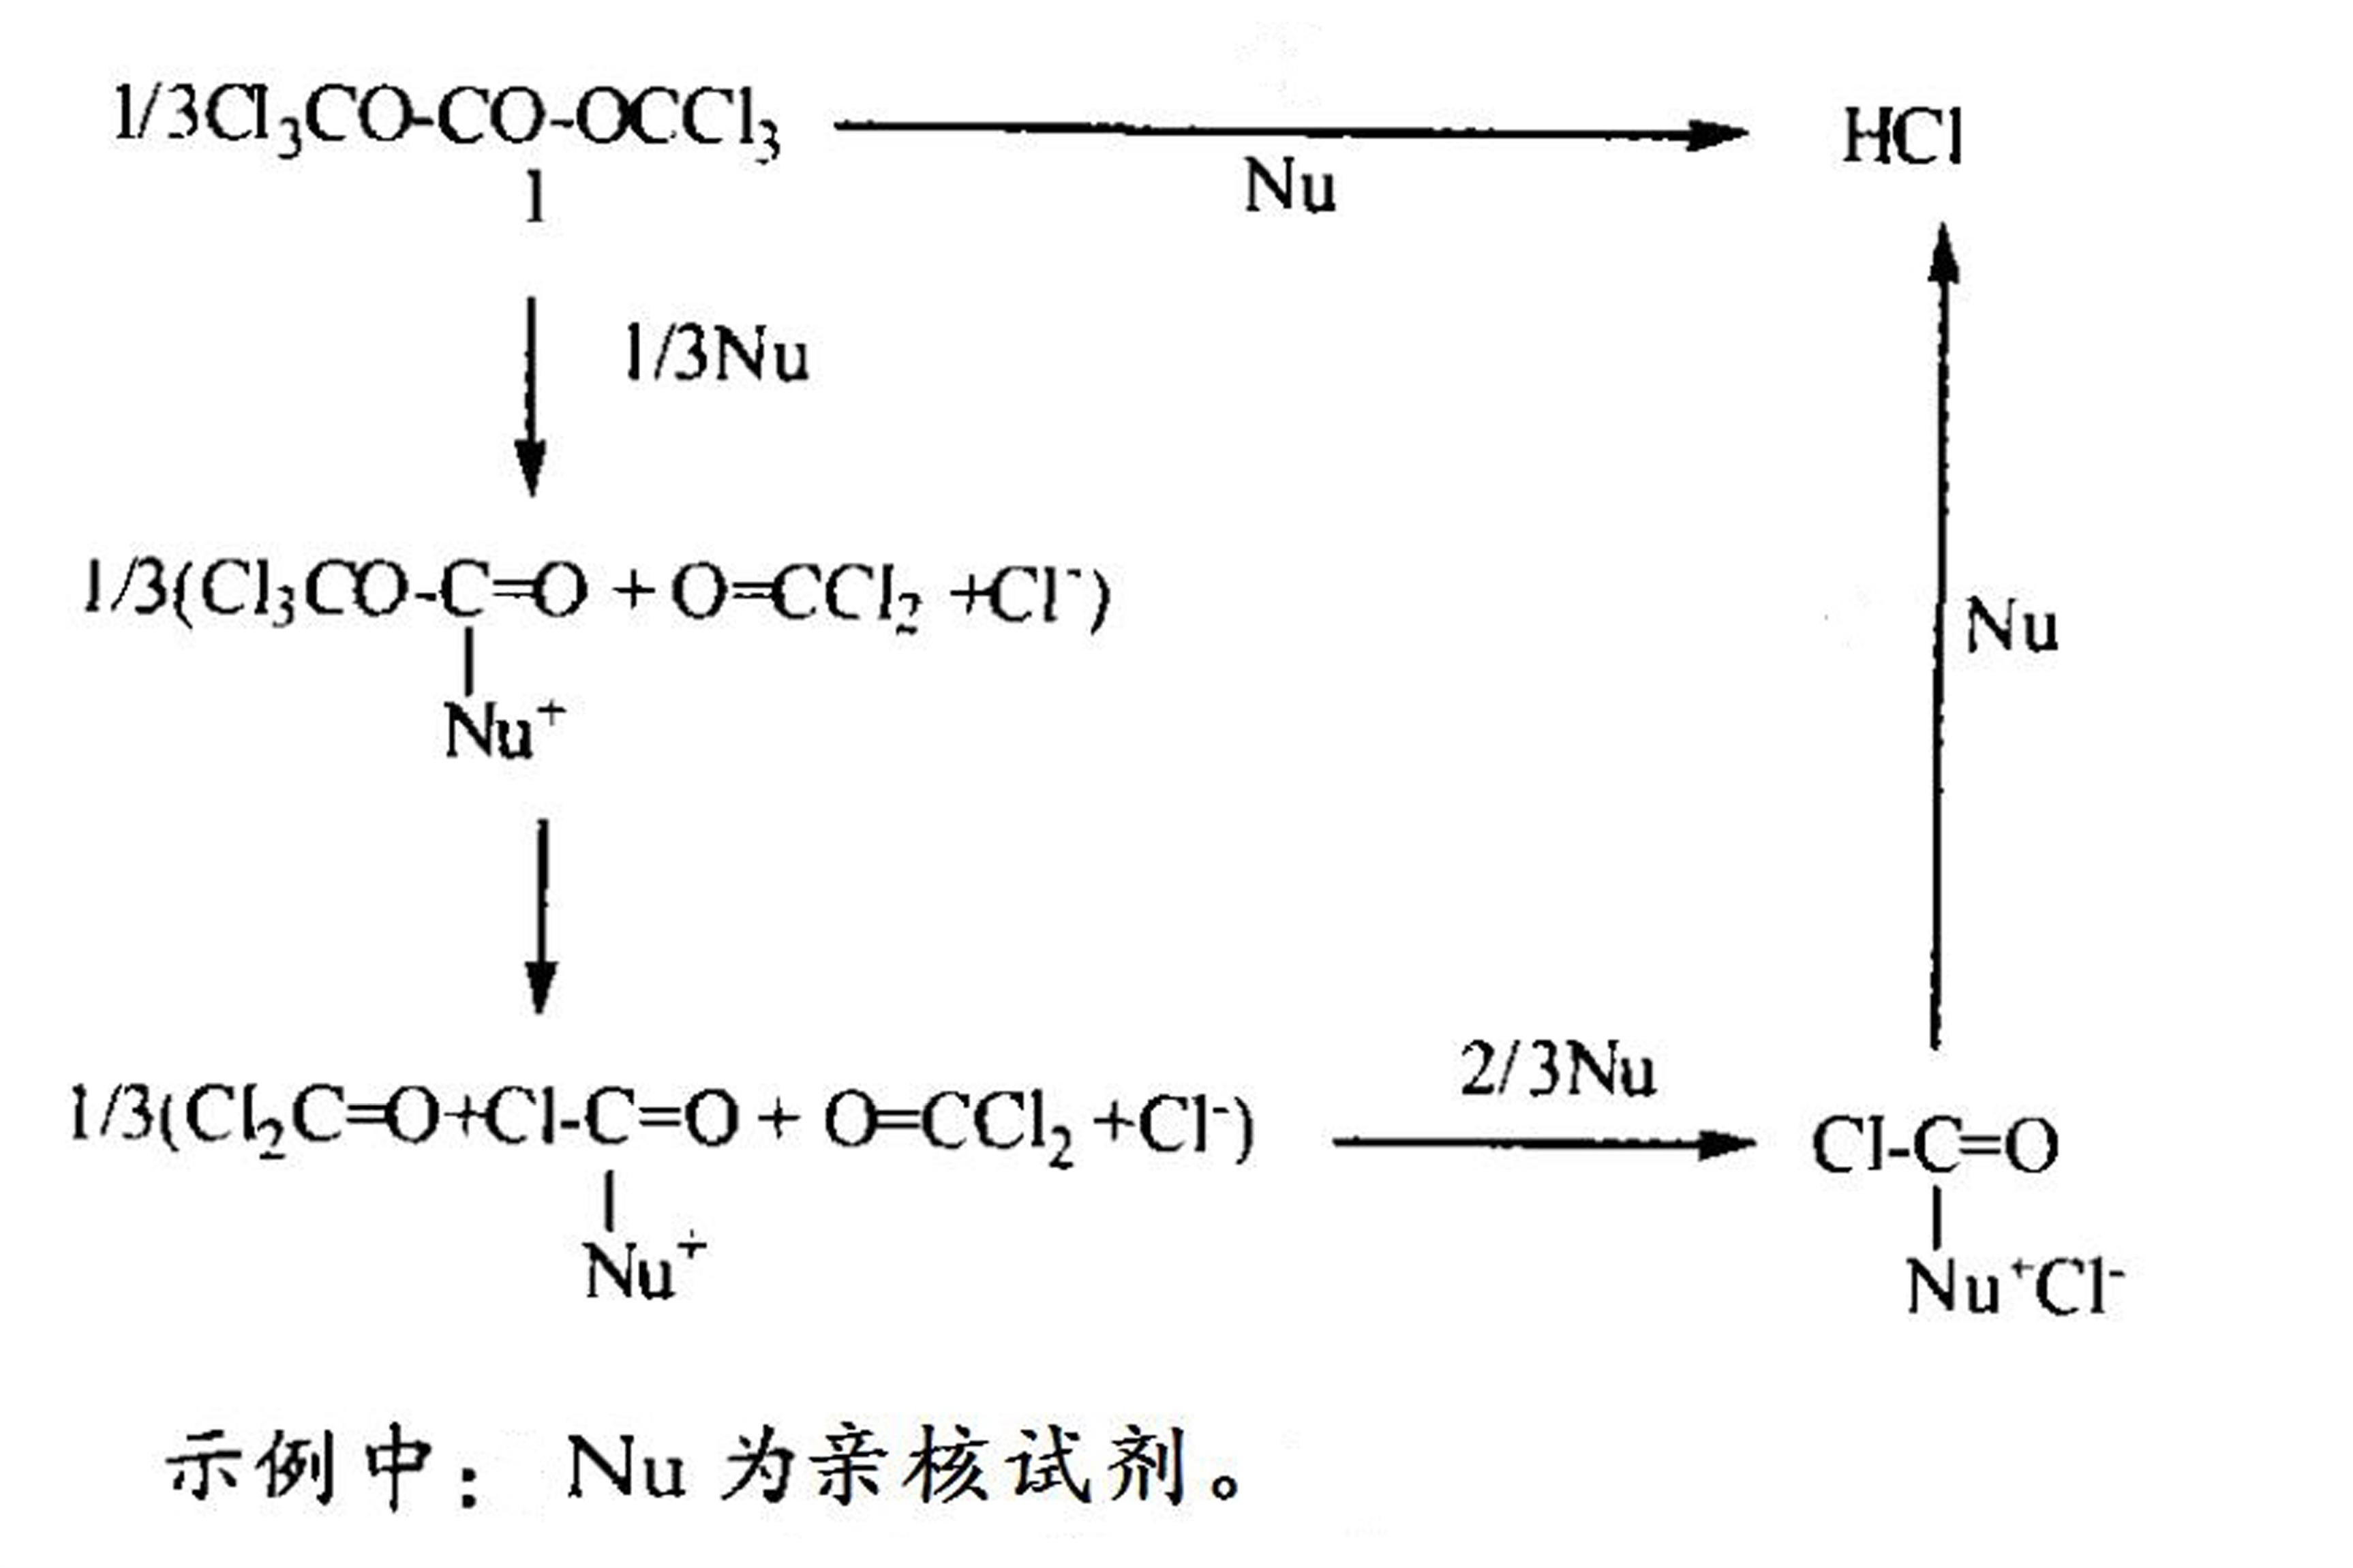 1/3Cl₃CO-CO-OCCl₃
1
Nu
HCl
1/3Nu
1/3(Cl₃CO-C=O + O=CCl₂ +Cl⁻)
Nu⁺
Nu
1/3(Cl₂C=O+Cl-C=O + O=CCl₂ +Cl⁻)
Nu⁺
2/3Nu
Cl-C=O
Nu⁺Cl⁻
示例中: Nu 为亲核试剂。